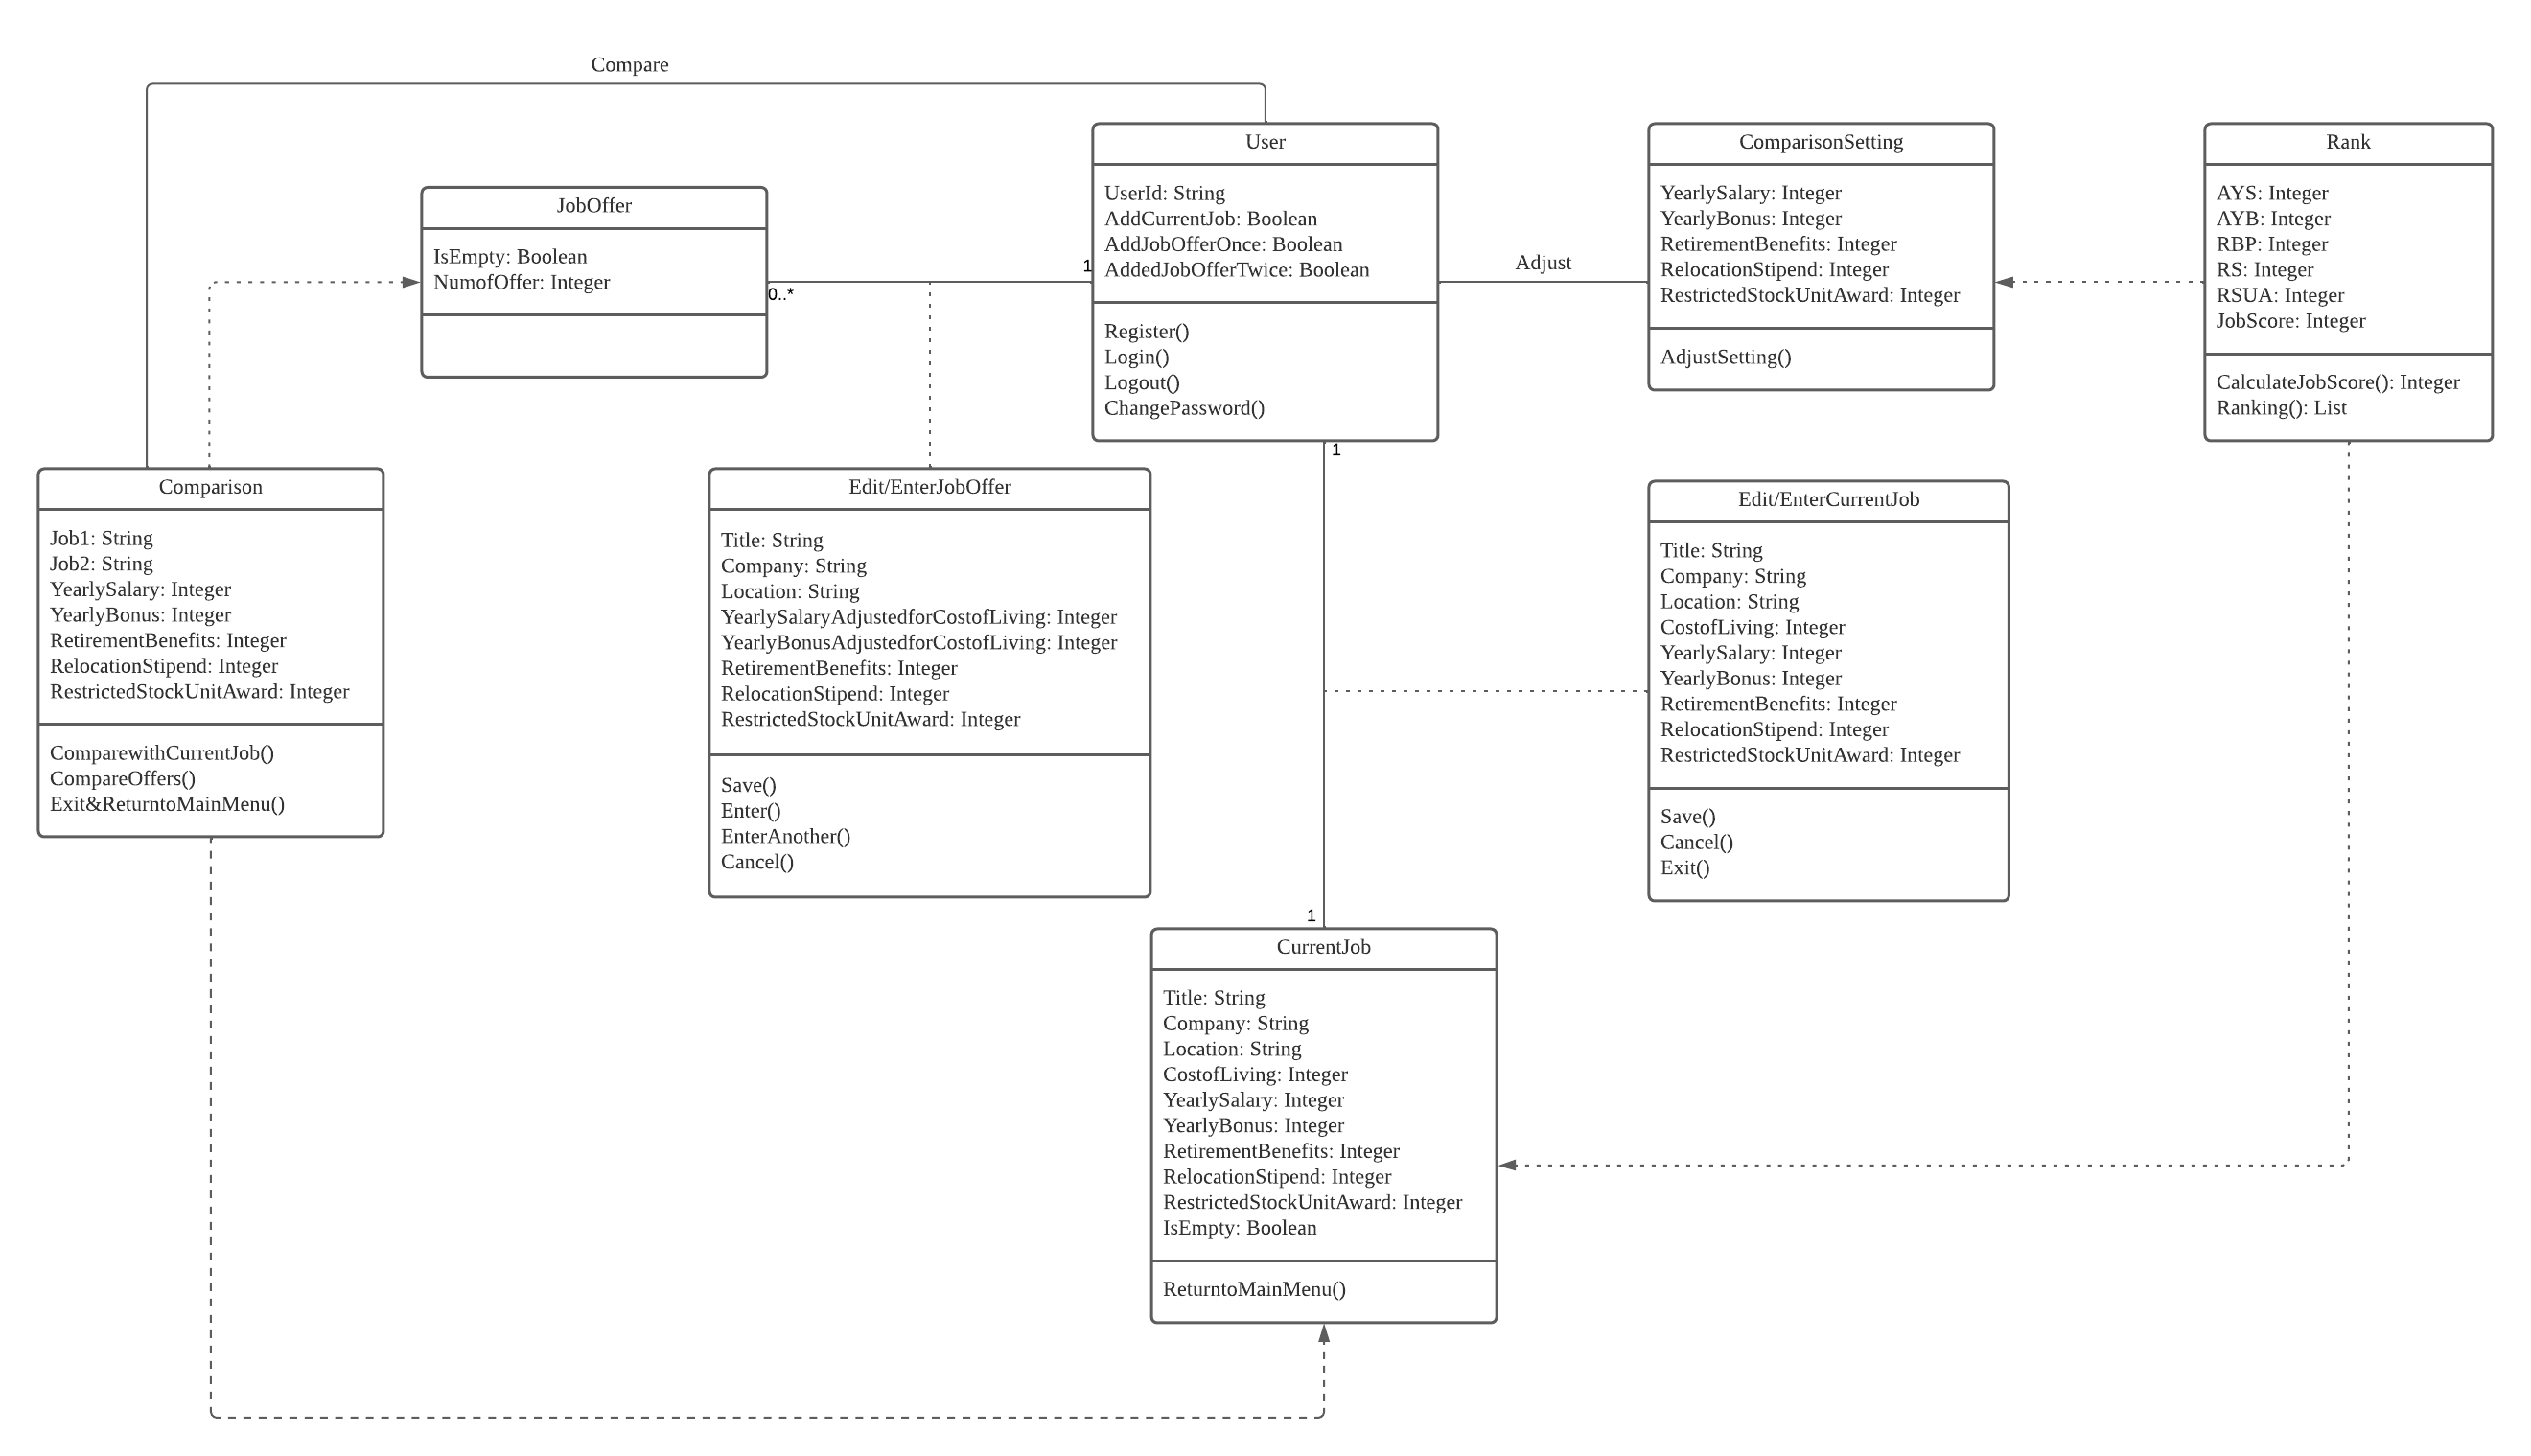 Compare
User
UserId: String
AddCurrentJob: Boolean
AddJobOfferOnce: Boolean
AddedJobOfferTwice: Boolean
Register()
Login()
Logout()
ChangePassword()
ComparisonSetting
YearlySalary: Integer
YearlyBonus: Integer
RetirementBenefits: Integer
RelocationStipend: Integer
RestrictedStockUnitAward: Integer
AdjustSetting()
Rank
AYS: Integer
AYB: Integer
RBP: Integer
RS: Integer
RSUA: Integer
JobScore: Integer
CalculateJobScore(): Integer
Ranking(): List
JobOffer
IsEmpty: Boolean
NumofOffer: Integer
0..*
1
Adjust
1
Comparison
Job1: String
Job2: String
YearlySalary: Integer
YearlyBonus: Integer
RetirementBenefits: Integer
RelocationStipend: Integer
RestrictedStockUnitAward: Integer
ComparewithCurrentJob()
CompareOffers()
Exit&ReturntoMainMenu()
Edit/EnterJobOffer
Title: String
Company: String
Location: String
YearlySalaryAdjustedforCostofLiving: Integer
YearlyBonusAdjustedforCostofLiving: Integer
RetirementBenefits: Integer
RelocationStipend: Integer
RestrictedStockUnitAward: Integer
Save()
Enter()
EnterAnother()
Cancel()
Edit/EnterCurrentJob
Title: String
Company: String
Location: String
CostofLiving: Integer
YearlySalary: Integer
YearlyBonus: Integer
RetirementBenefits: Integer
RelocationStipend: Integer
RestrictedStockUnitAward: Integer
Save()
Cancel()
Exit()
1
CurrentJob
Title: String
Company: String
Location: String
CostofLiving: Integer
YearlySalary: Integer
YearlyBonus: Integer
RetirementBenefits: Integer
RelocationStipend: Integer
RestrictedStockUnitAward: Integer
IsEmpty: Boolean
ReturntoMainMenu()